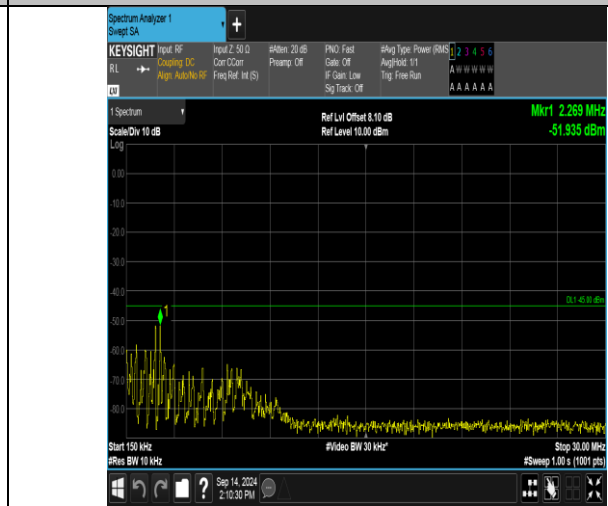 Spectrum Analyzer 1
Swept SA
+
KEYSIGHT Input: RF Input Z: 50 Ω #Atten: 20 dB PNO: Fast #Avg Type: Power (RMS 1 2 3 4 5 6
RL Coupling: DC Corr CCorr Preamp: Off Gate: Off Avg|Hold: 1/1 A W W W W W
Align: Auto/No RF Freq Ref: Int (S) IF Gain: Low Trig: Free Run A A A A A A
LXI Sig Track: Off
1 Spectrum
Ref Lvl Offset 8.10 dB Mkr1 2.269 MHz
Scale/Div 10 dB Ref Level 10.00 dBm -51.935 dBm
Log
0.00
-10.0
-20.0
-30.0
-40.0
DL1 -45.00 dBm
1
-50.0
-60.0
-70.0
-80.0
Start 150 kHz #Video BW 30 kHz* Stop 30.00 MHz
#Res BW 10 kHz #Sweep 1.00 s (1001 pts)
? Sep 14, 2024
2:10:30 PM